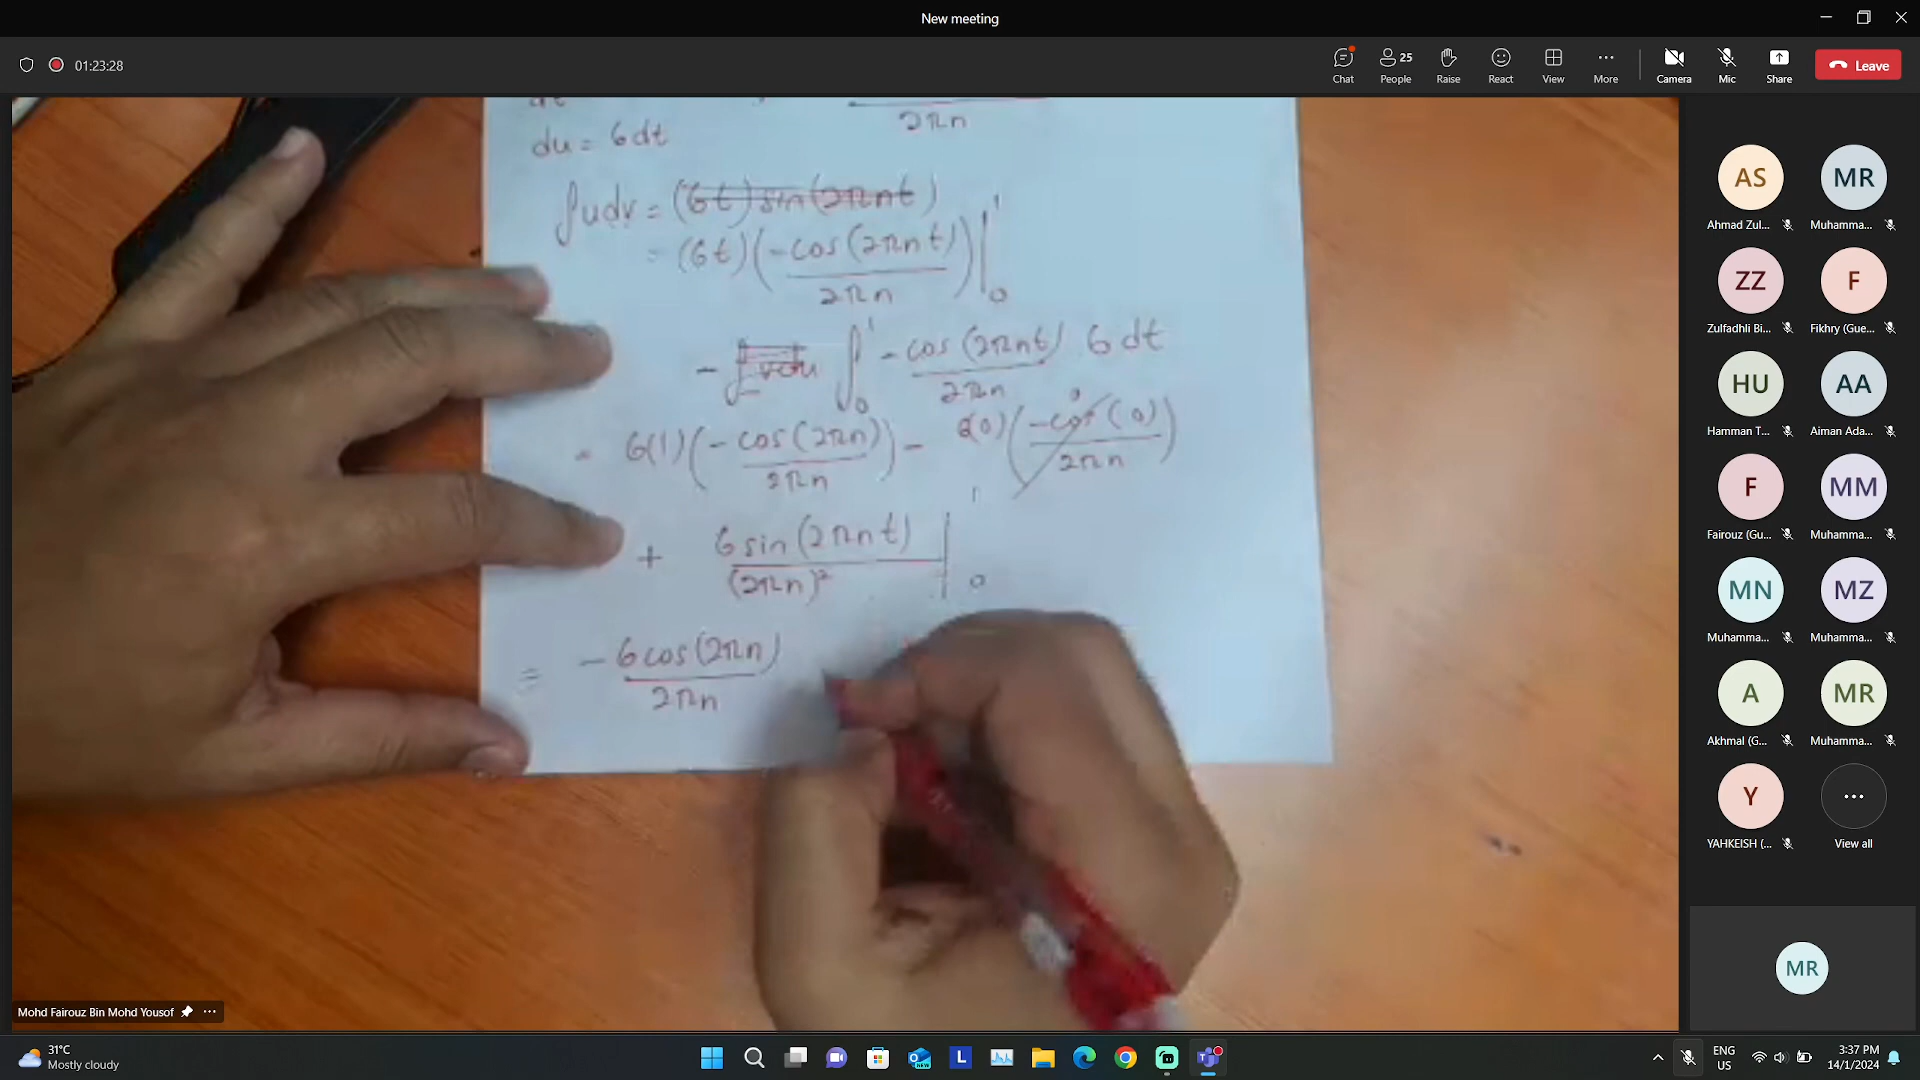 New meeting
01:23:28
Chat
25
People
Raise
React
View
More
Camera
Mic
Share
Leave
2πn
du = 6dt
∫udv = (6t) sin(2πnt)
= (6t)(-cos(2πnt)/2πn)|₀¹
- ∫vdu ∫₀¹ -cos(2πnt)/2πn 6 dt
= 6(1)(-cos(2πn)/2πn) - 6(0)(-cos(0)/2πn) 0
+ 6sin(2πnt)/(2πn)² |₀¹
= -6cos(2πn)/2πn
AS
MR
Ahmad Zul...
Muhamma...
ZZ
F
Zulfadhli Bi...
Fikhry (Gue...
HU
AA
Hamman T...
Aiman Ada...
F
MM
Fairouz (Gu...
Muhamma...
MN
MZ
Muhamma...
Muhamma...
A
MR
Akhmal (G...
Muhamma...
Y
YAHKEISH (...
View all
MR
Mohd Fairouz Bin Mohd Yousof
31°C
Mostly cloudy
NEW
L
ENG
US
3:37 PM
14/1/2024